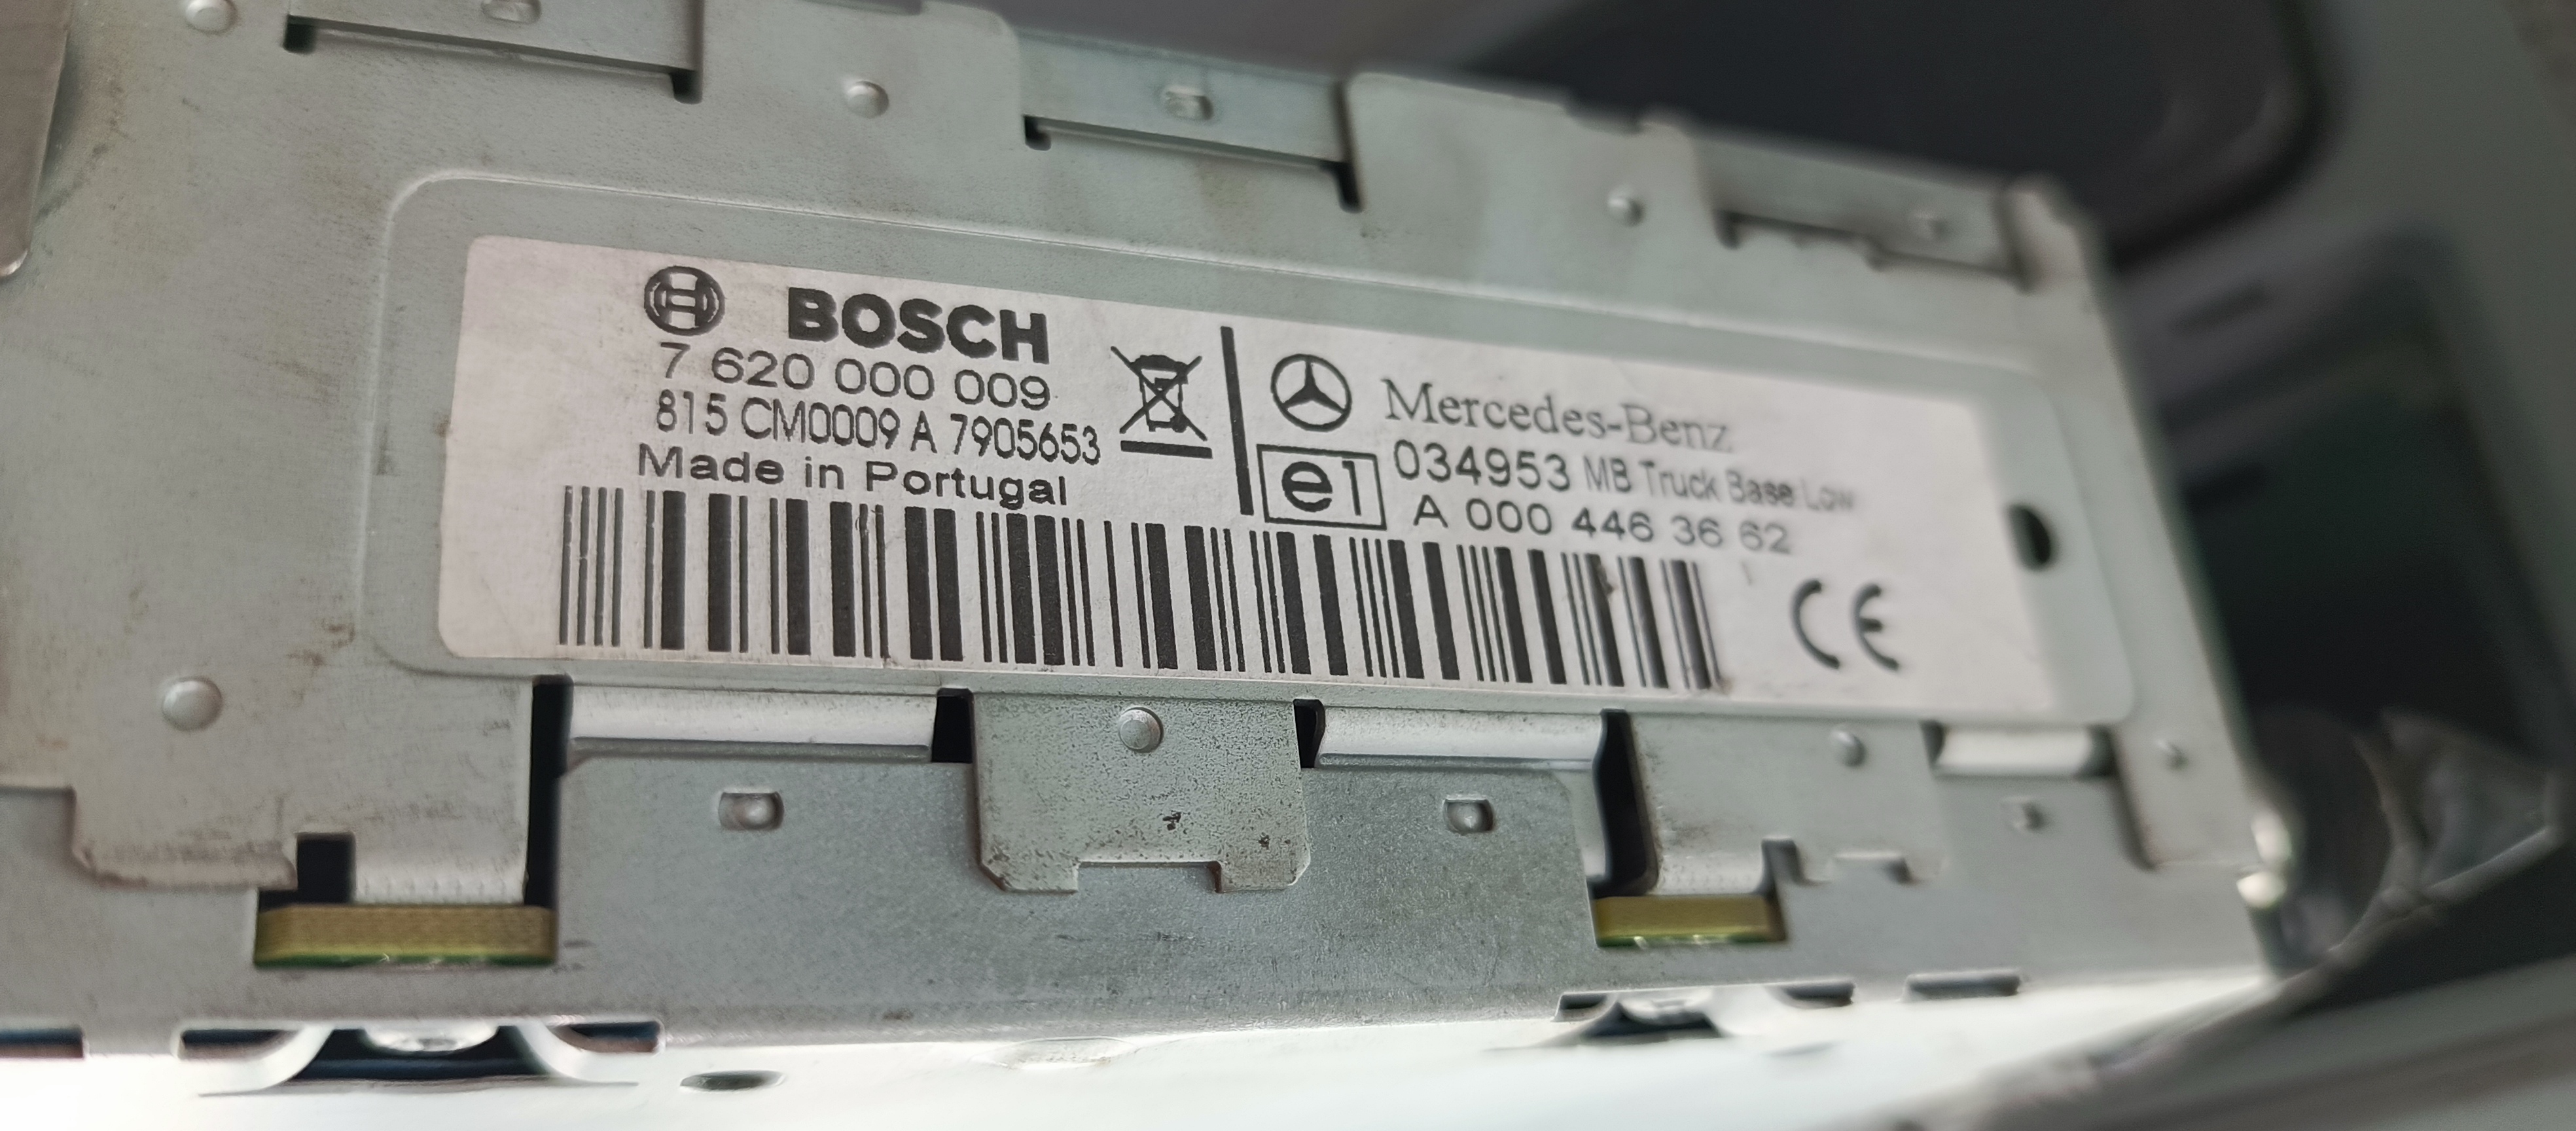 BOSCH
7 620 000 009
815 CM0009 A 7905653
Made in Portugal
Mercedes-Benz
e1 034953 MB Truck Base Low
A 000 446 36 62
CE